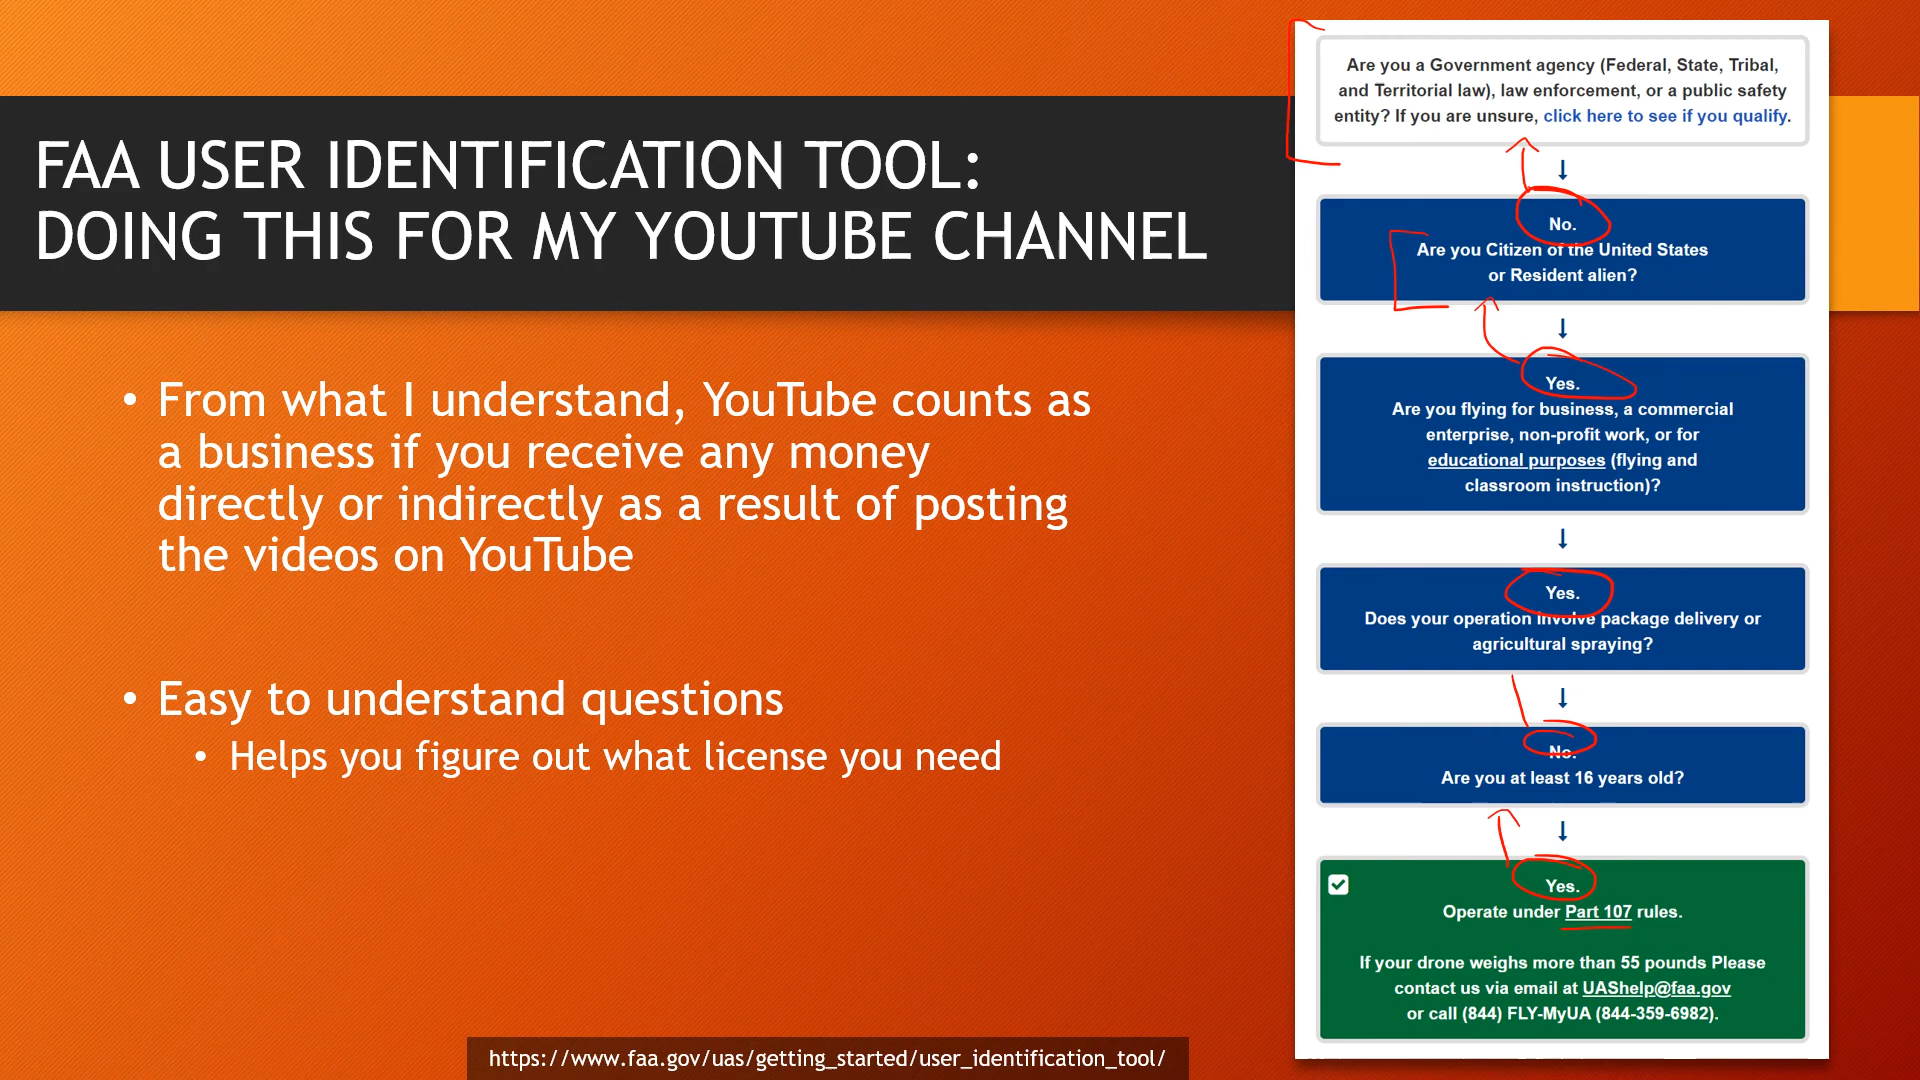 FAA USER IDENTIFICATION TOOL:
DOING THIS FOR MY YOUTUBE CHANNEL
• From what I understand, YouTube counts as
a business if you receive any money
directly or indirectly as a result of posting
the videos on YouTube
• Easy to understand questions
• Helps you figure out what license you need
https://www.faa.gov/uas/getting_started/user_identification_tool/
Are you a Government agency (Federal, State, Tribal,
and Territorial law), law enforcement, or a public safety
entity? If you are unsure, click here to see if you qualify.
No.
Are you Citizen of the United States
or Resident alien?
Yes.
Are you flying for business, a commercial
enterprise, non-profit work, or for
educational purposes (flying and
classroom instruction)?
Yes.
Does your operation involve package delivery or
agricultural spraying?
No.
Are you at least 16 years old?
Yes.
Operate under Part 107 rules.
If your drone weighs more than 55 pounds Please
contact us via email at UAShelp@faa.gov
or call (844) FLY-MyUA (844-359-6982).